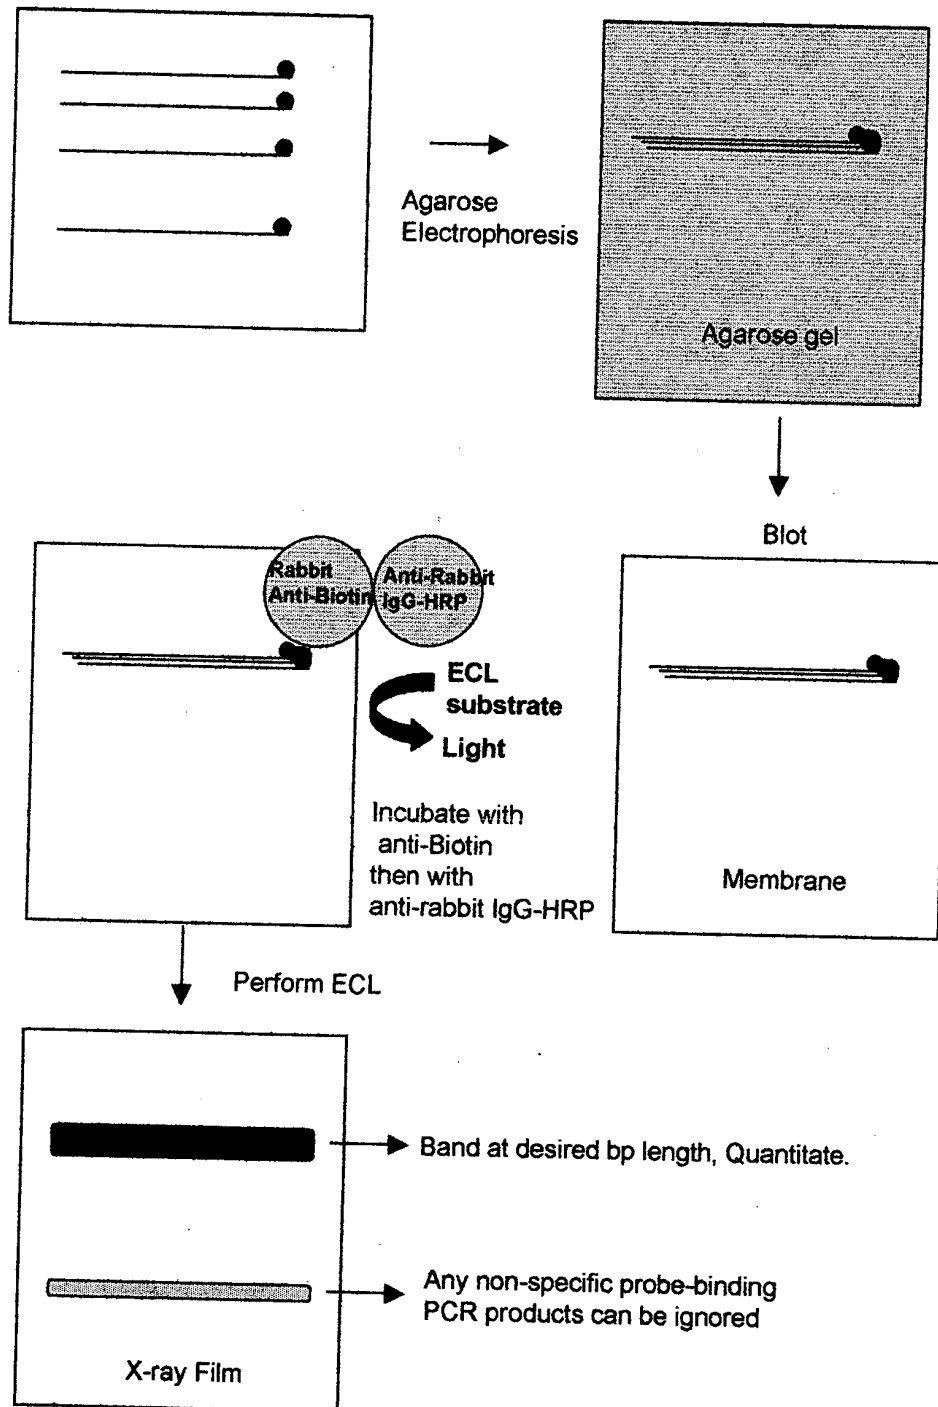 Agarose
Electrophoresis
Agarose gel
Blot
Rabbit
Anti-Biotin
Anti-Rabbit
IgG-HRP
ECL
substrate
Light
Incubate with
anti-Biotin
then with
anti-rabbit IgG-HRP
Membrane
Perform ECL
Band at desired bp length, Quantitate.
Any non-specific probe-binding
PCR products can be ignored
X-ray Film